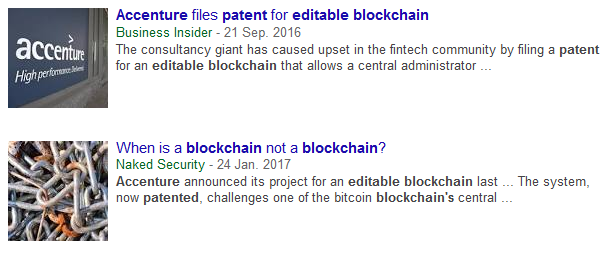 accenture
High performance. Delivered.
Accenture files patent for editable blockchain
Business Insider - 21 Sep. 2016
The consultancy giant has caused upset in the fintech community by filing a patent
for an editable blockchain that allows a central administrator ...
When is a blockchain not a blockchain?
Naked Security - 24 Jan. 2017
Accenture announced its project for an editable blockchain last ... The system,
now patented, challenges one of the bitcoin blockchain's central ...